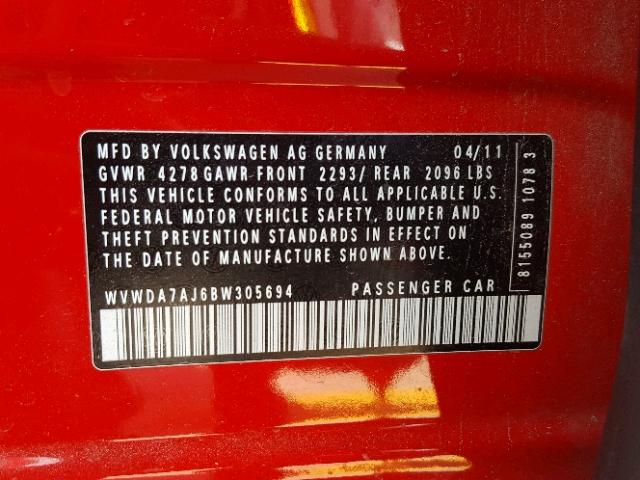 MFD BY VOLKSWAGEN AG GERMANY 04/11
GVWR 4278 GAWR-FRONT 2293/ REAR 2096 LBS
THIS VEHICLE CONFORMS TO ALL APPLICABLE U.S.
FEDERAL MOTOR VEHICLE SAFETY, BUMPER AND
THEFT PREVENTION STANDARDS IN EFFECT ON
THE DATE OF MANUFACTURE SHOWN ABOVE.
WVWDA7AJ6BW305694 PASSENGER CAR
8155089 1078 3